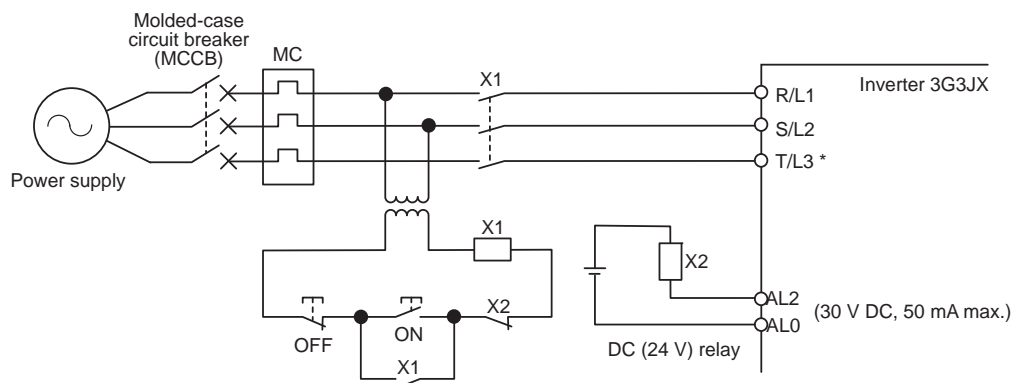 Molded-case
circuit breaker
(MCCB)
MC
X1
Inverter 3G3JX
R/L1
S/L2
T/L3 *
Power supply
X1
X2
X2
OFF
ON
X1
AL2
(30 V DC, 50 mA max.)
AL0
DC (24 V) relay